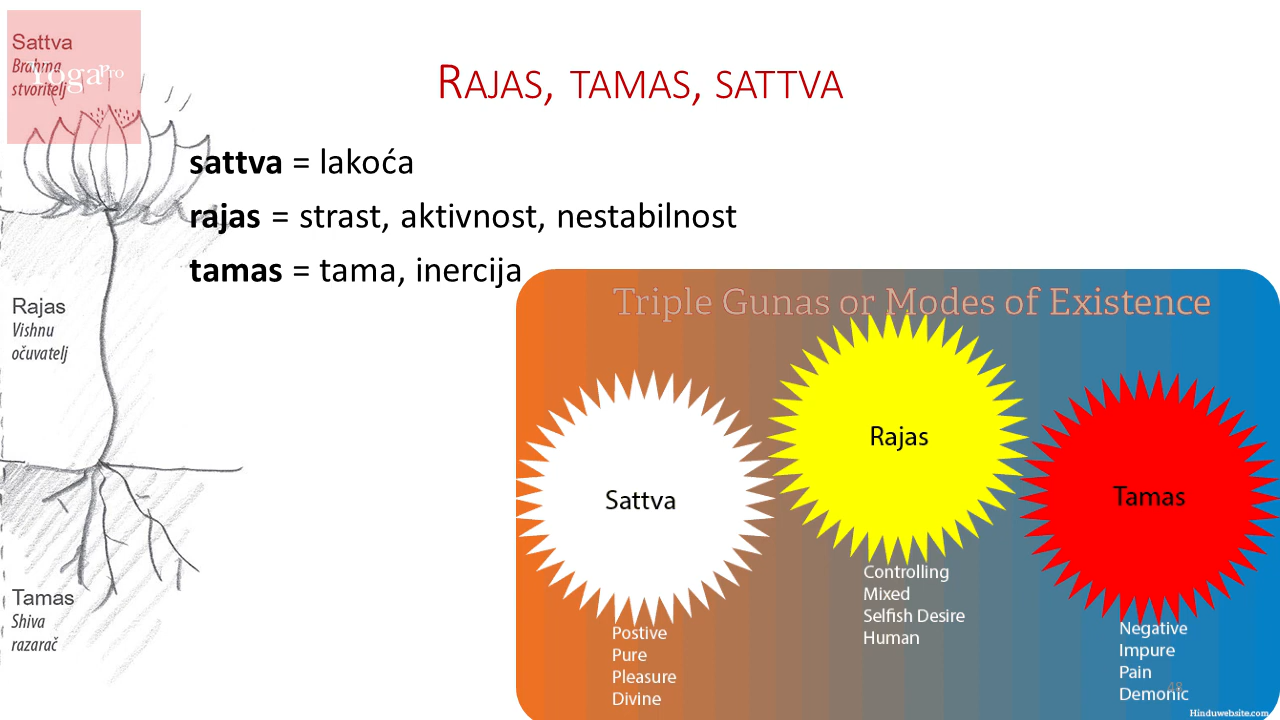 Sattva
Brahma
stvoritelj
YogaPro
RAJAS, TAMAS, SATTVA
sattva = lakoća
rajas = strast, aktivnost, nestabilnost
tamas = tama, inercija
Rajas
Vishnu
očuvatelj
Tamas
Shiva
razarač
Triple Gunas or Modes of Existence
Sattva
Postive
Pure
Pleasure
Divine
Rajas
Controlling
Mixed
Selfish Desire
Human
Tamas
Negative
Impure
Pain
Demonic
48
Hinduwebsite.com